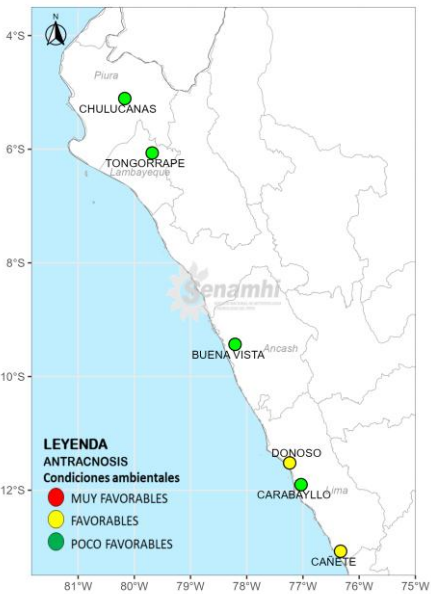 N
4°S
Piura
CHULUCANAS
6°S
TONGORRAPE
Lambayeque
8°S
Senamhi
Ancash
BUENA VISTA
10°S
LEYENDA
ANTRACNOSIS
Condiciones ambientales
MUY FAVORABLES
FAVORABLES
POCO FAVORABLES
DONOSO
12°S
CARABAYLLO
Lima
CAÑETE
81°W
80°W
79°W
77°W
76°W
75°W